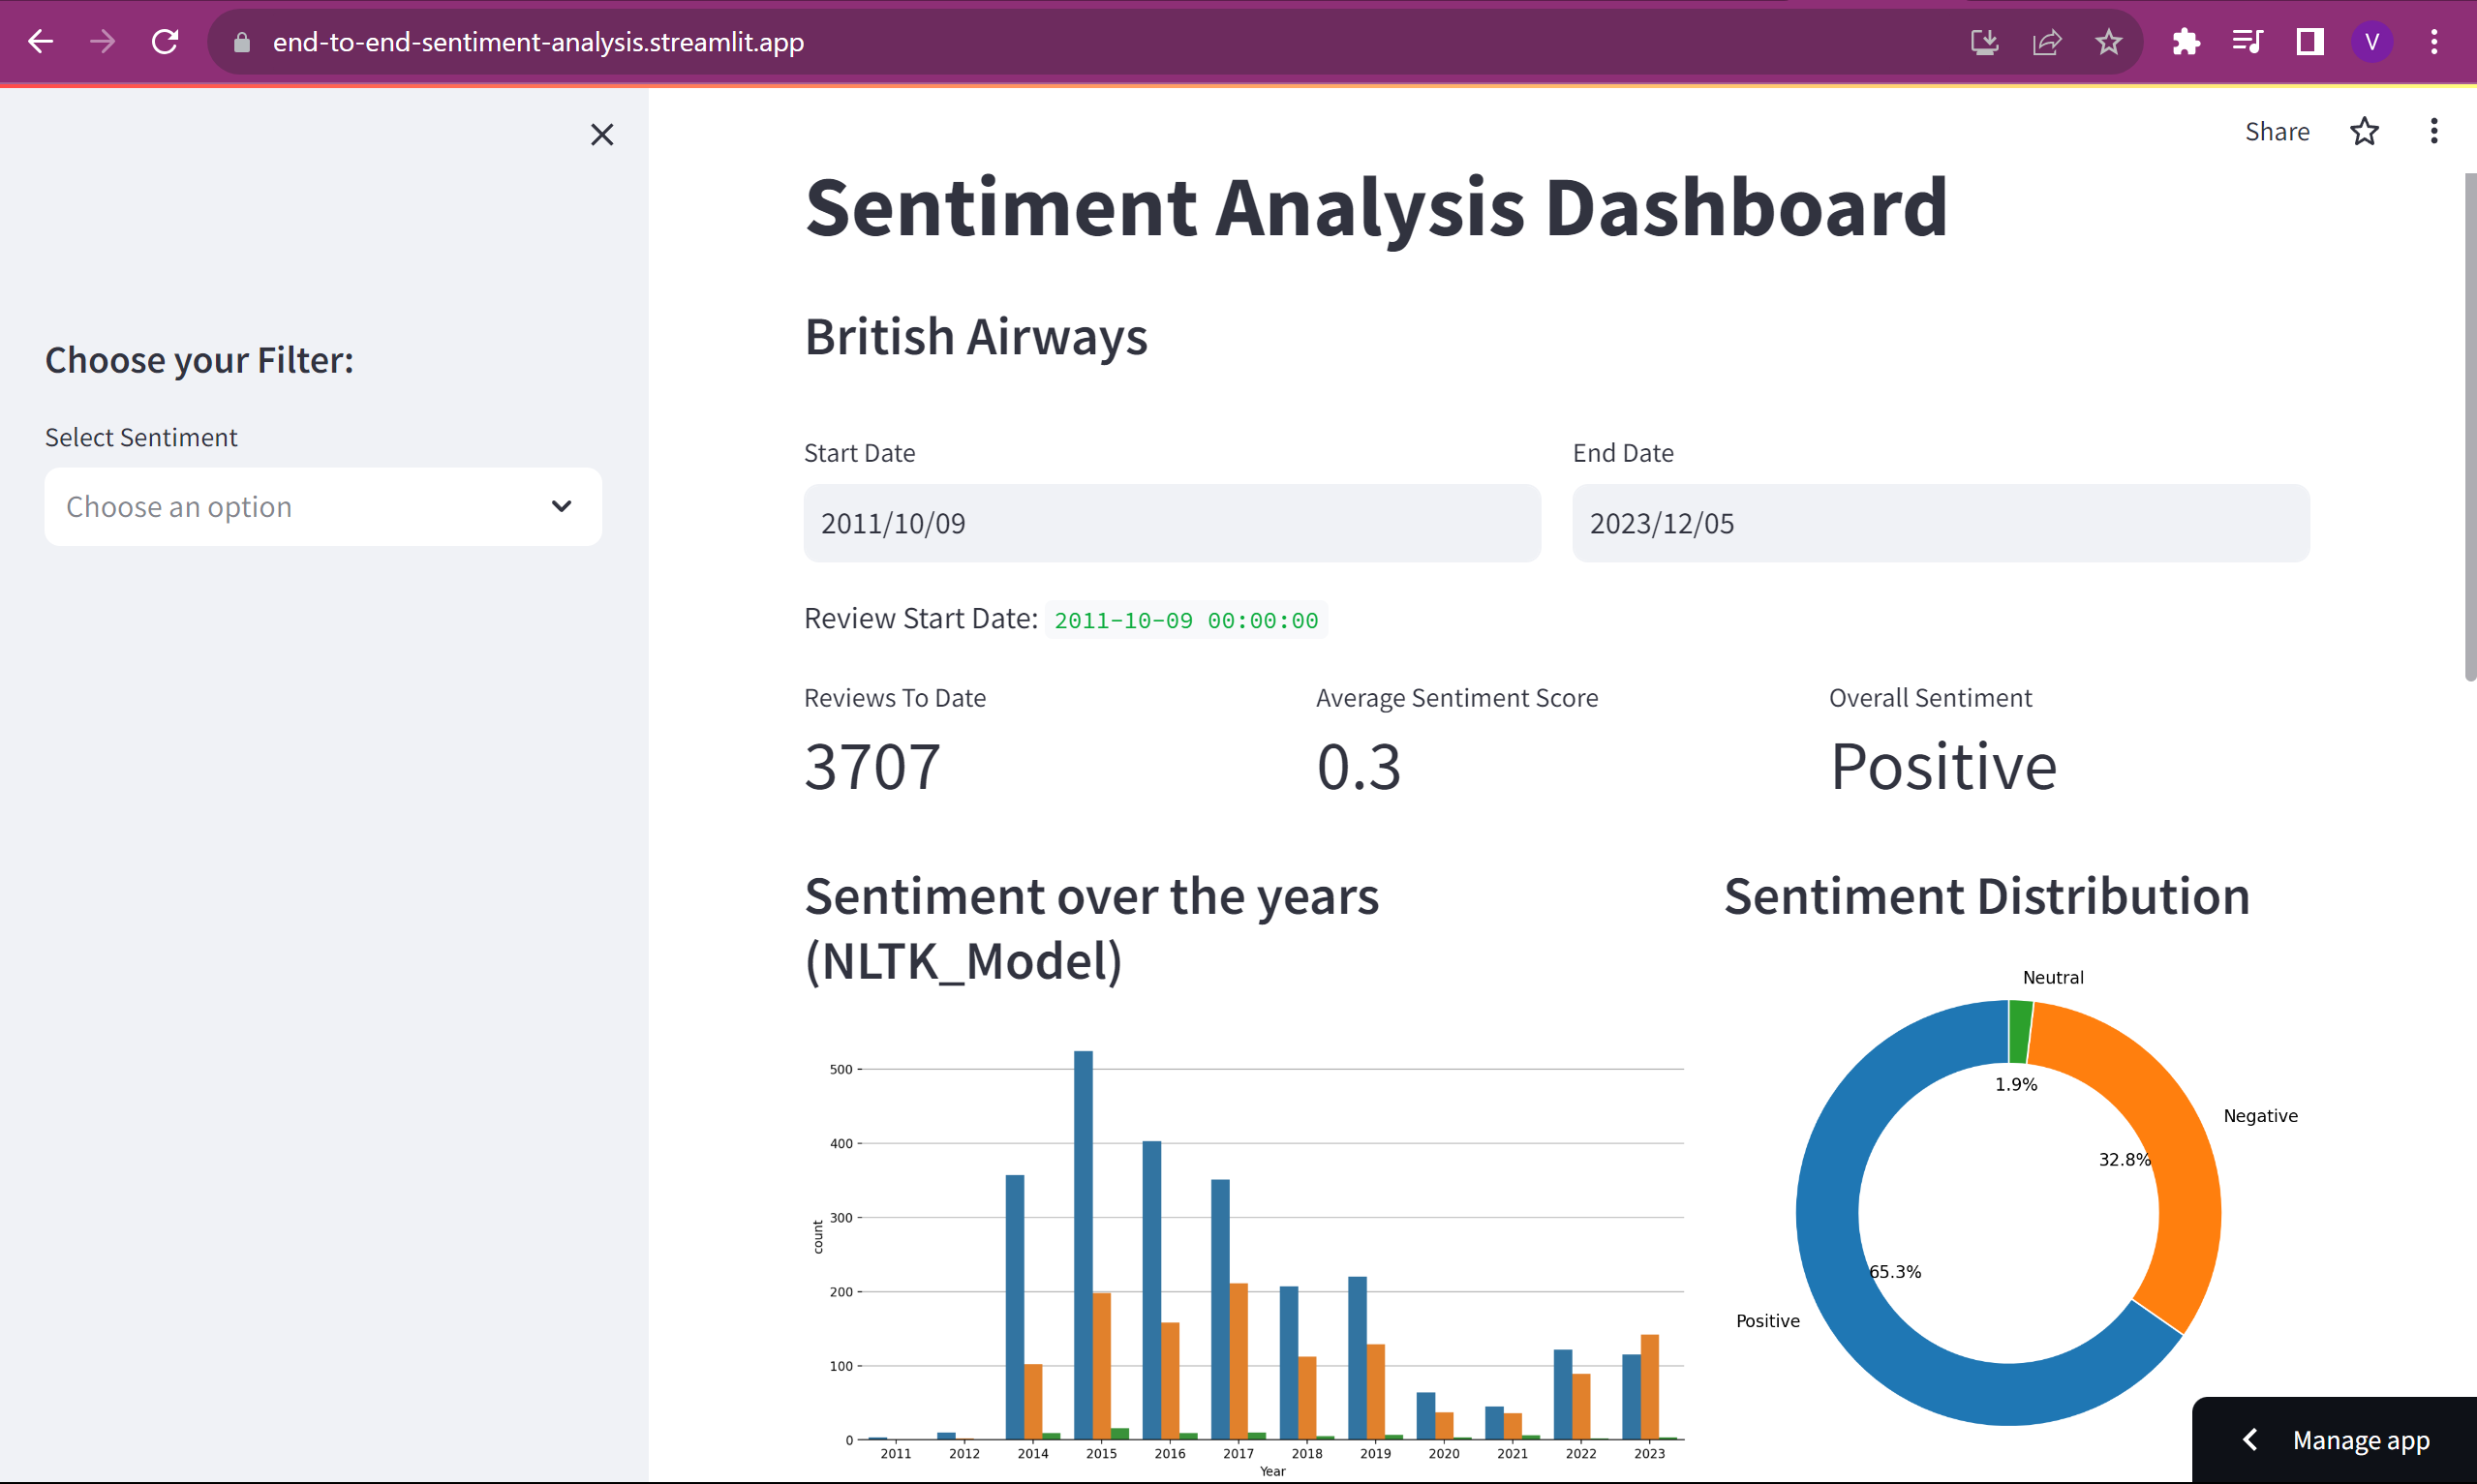 end-to-end-sentiment-analysis.streamlit.app
V
Share
Choose your Filter:
Select Sentiment
Choose an option
Sentiment Analysis Dashboard
British Airways
Start Date
End Date
2011/10/09
2023/12/05
Review Start Date: 2011-10-09 00:00:00
Reviews To Date
Average Sentiment Score
Overall Sentiment
3707
0.3
Positive
Sentiment over the years
(NLTK_Model)
500
400
300
200
100
0
count
2011 2012 2014 2015 2016 2017 2018 2019 2020 2021 2022 2023
Year
Sentiment Distribution
Neutral
1.9%
Negative
32.8%
65.3%
Positive
Manage app